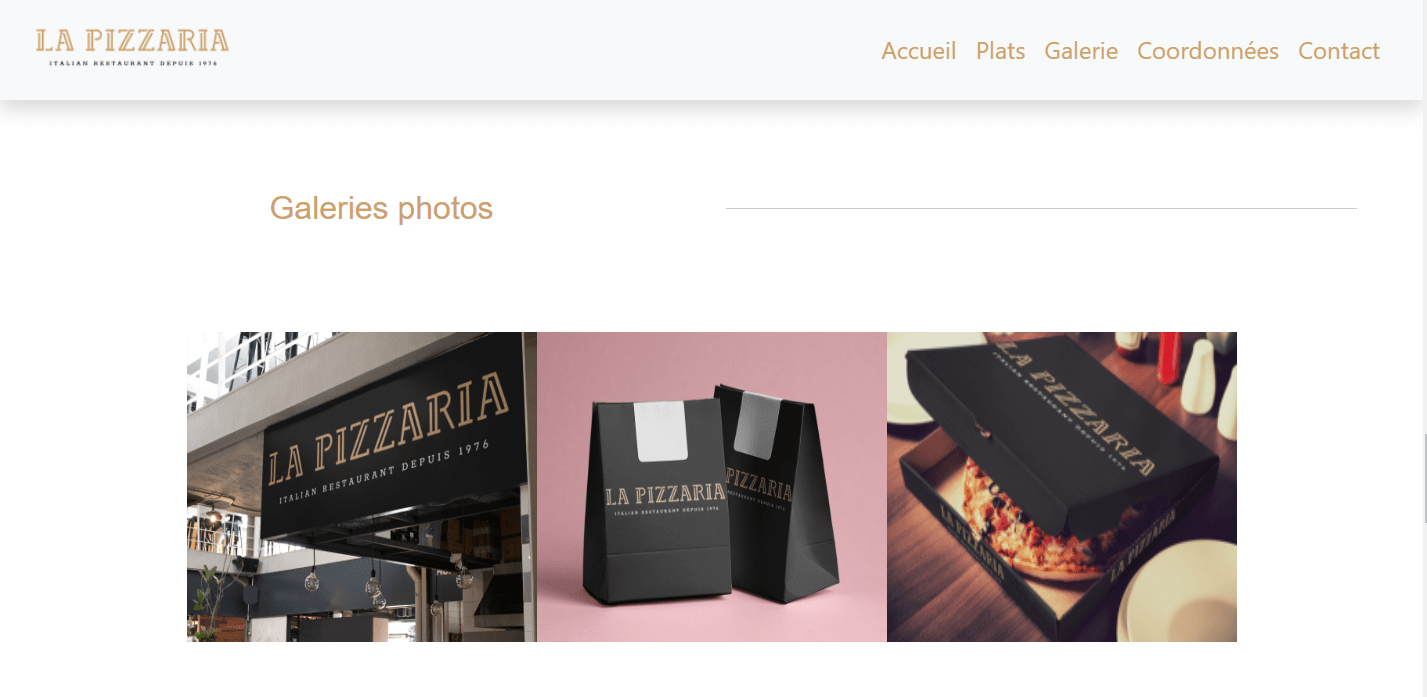 LA PIZZARIA
ITALIAN RESTAURANT DEPUIS 1976
Accueil Plats Galerie Coordonnées Contact
Galeries photos
LA PIZZARIA
ITALIAN RESTAURANT DEPUIS 1976
LA PIZZARIA
ITALIAN RESTAURANT DEPUIS 1976
PIZZARIA
RESTAURANT DEPUIS 1976
LA PIZZARIA
ITALIAN RESTAURANT DEPUIS 1976
LA PIZZARIA
LA PIZZARIA